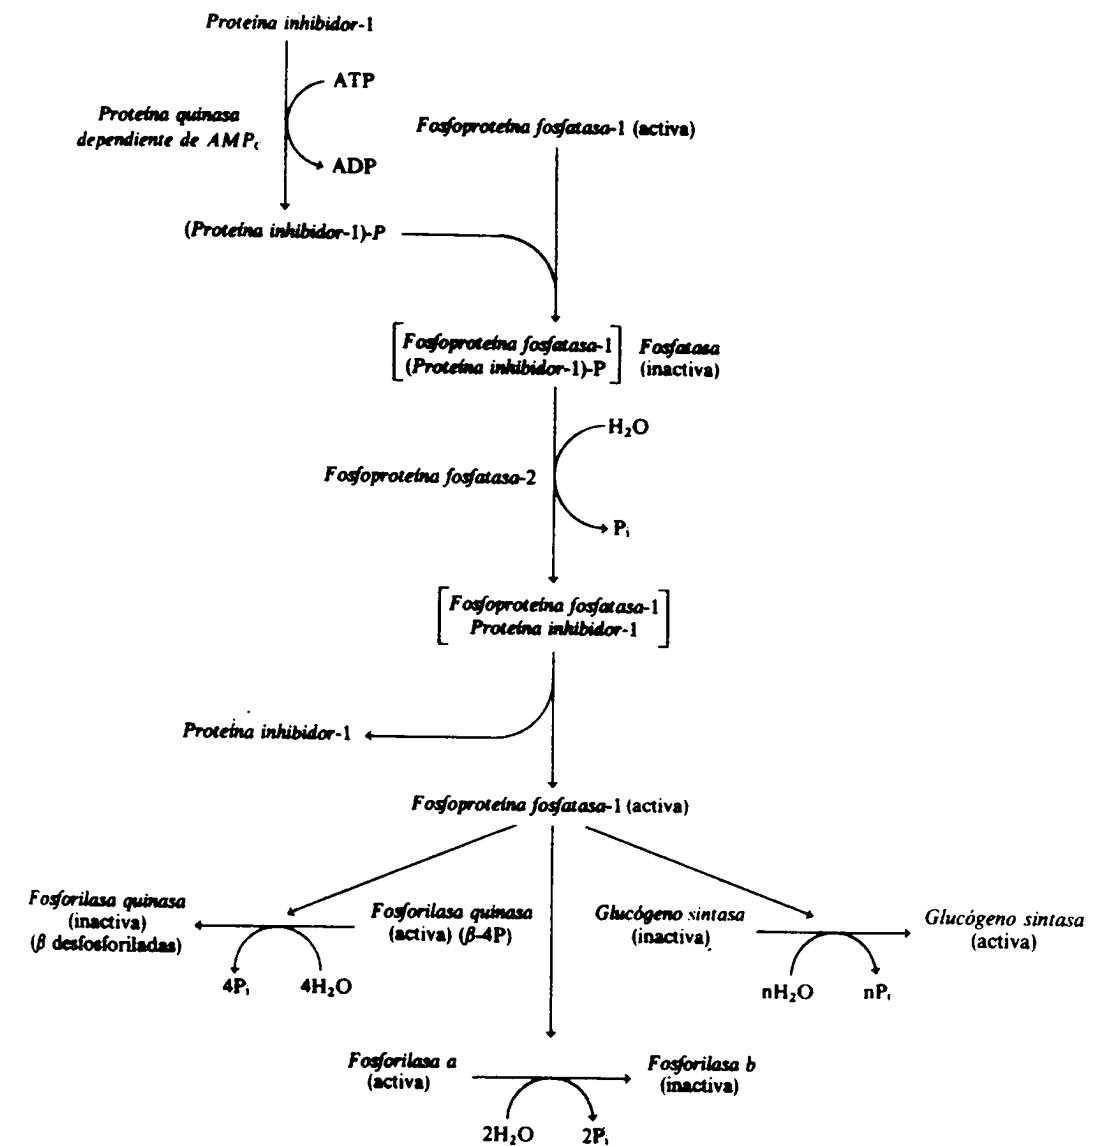 Proteína inhibidor-1
ATP
Proteína quinasa
dependiente de AMPc
Fosfoproteína fosfatasa-1 (activa)
ADP
(Proteína inhibidor-1)-P
[Fosfoproteína fosfatasa-1
(Proteína inhibidor-1)-P]
Fosfatasa
(inactiva)
H₂O
Fosfoproteína fosfatasa-2
Pᵢ
[Fosfoproteína fosfatasa-1
Proteína inhibidor-1]
Proteína inhibidor-1
Fosfoproteína fosfatasa-1 (activa)
Fosforilasa quinasa
(inactiva)
(β desfosforiladas)
Fosforilasa quinasa
(activa) (β-4P)
Glucógeno sintasa
(inactiva)
Glucógeno sintasa
(activa)
4Pᵢ
4H₂O
nH₂O
nPᵢ
Fosforilasa a
(activa)
Fosforilasa b
(inactiva)
2H₂O
2Pᵢ